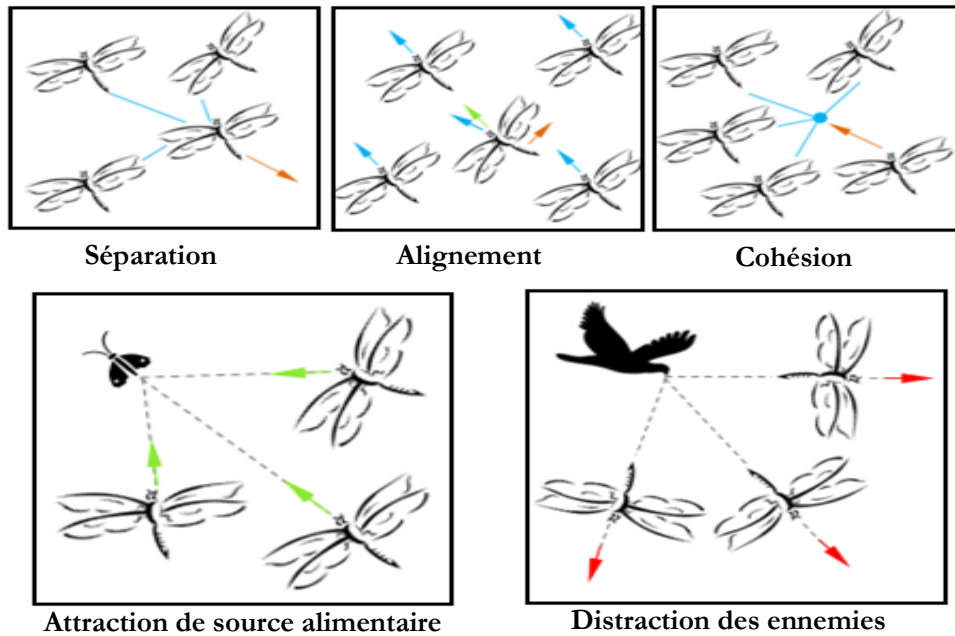 Séparation
Alignement
Cohésion
Attraction de source alimentaire
Distraction des ennemies